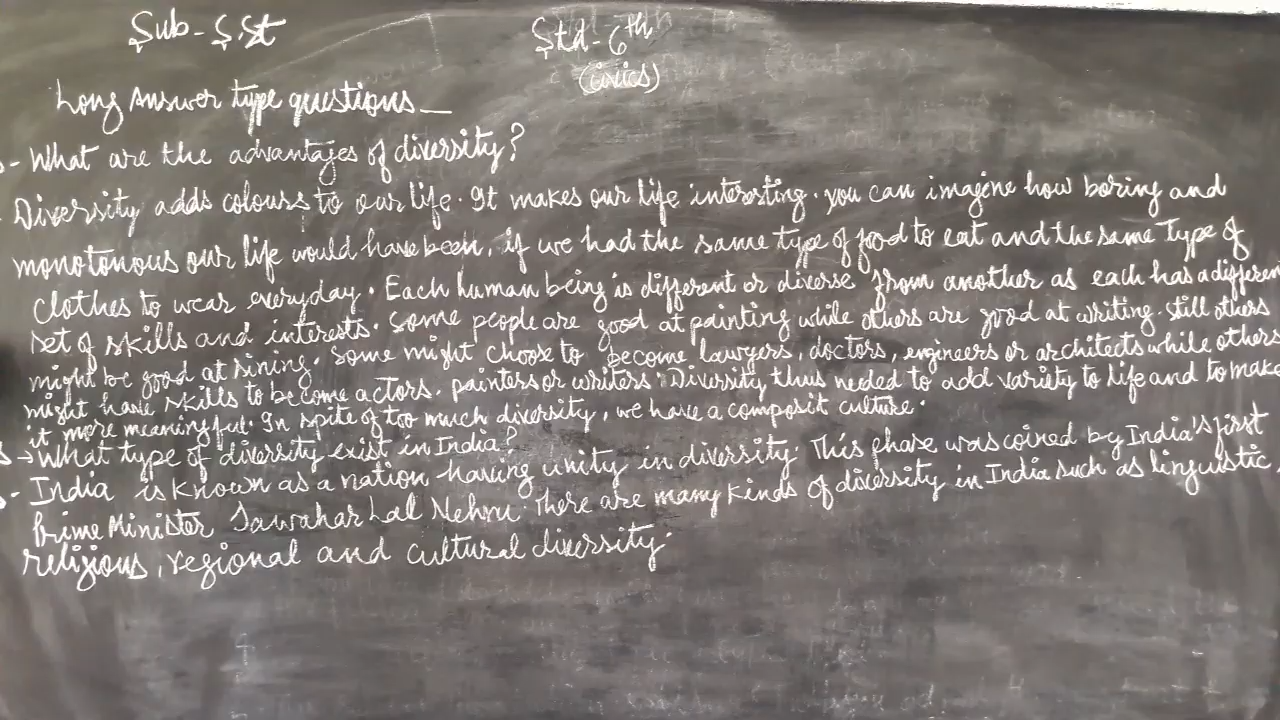 Sub - S.St
Std - 6th
(civics)
Long Answer type questions _
- What are the advantages of diversity?
Diversity adds colours to our life. It makes our life interesting. you can imagine how boring and
monotonous our life would have been, if we had the same type of food to eat and the same type of
clothes to wear everyday. Each human being is different or diverse from another as each has a differen
set of skills and interests. Some people are good at painting while others are good at writing. still others
might be good at sining. Some might choose to become lawyers, doctors, engineers or architects while others
might have skills to become actors, painters or writers. Diversity thus needed to add variety to life and to make
it more meaningful. In spite of too much diversity, we have a composit culture.
→ What type of diversity exist in India?
- India is known as a nation having unity in diversity. This phase was coined by India's first
Prime Minister Jawahar Lal Nehru. There are many kinds of diversity in India such as linguistic,
religious, regional and cultural diversity.